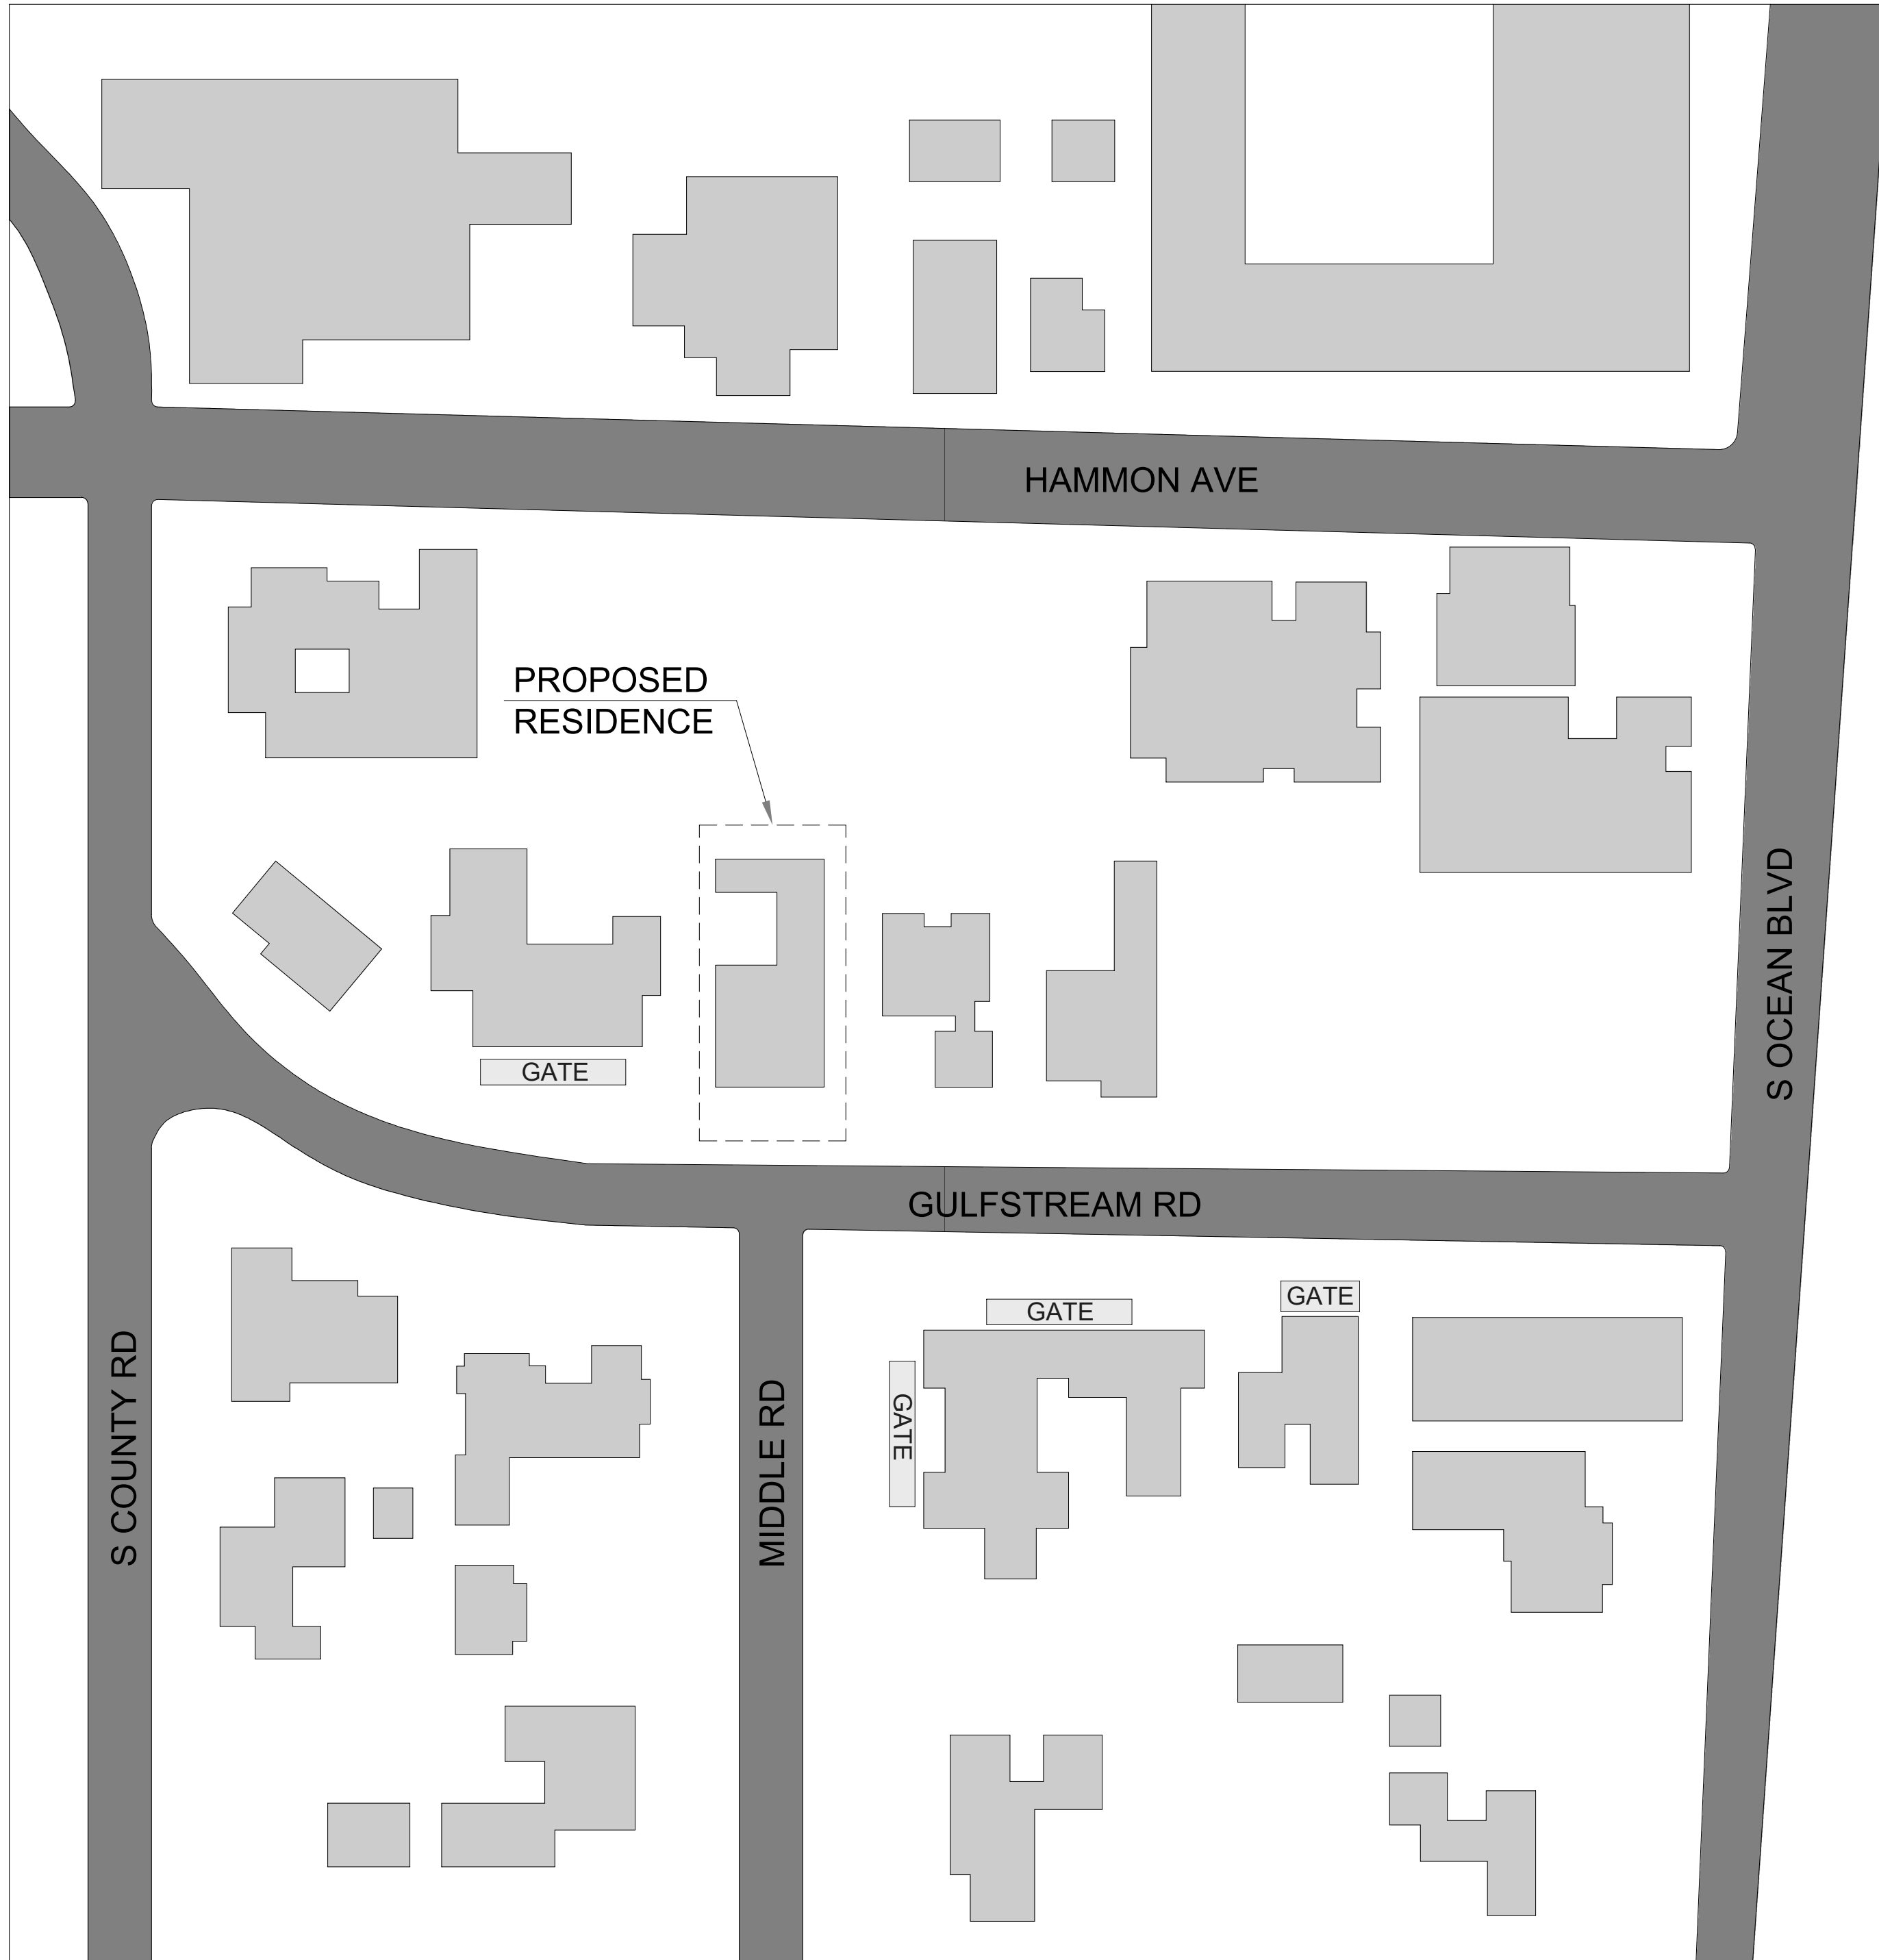 HAMMON AVE
PROPOSED
RESIDENCE
S OCEAN BLVD
GATE
GULFSTREAM RD
GATE
GATE
GATE
S COUNTY RD
MIDDLE RD